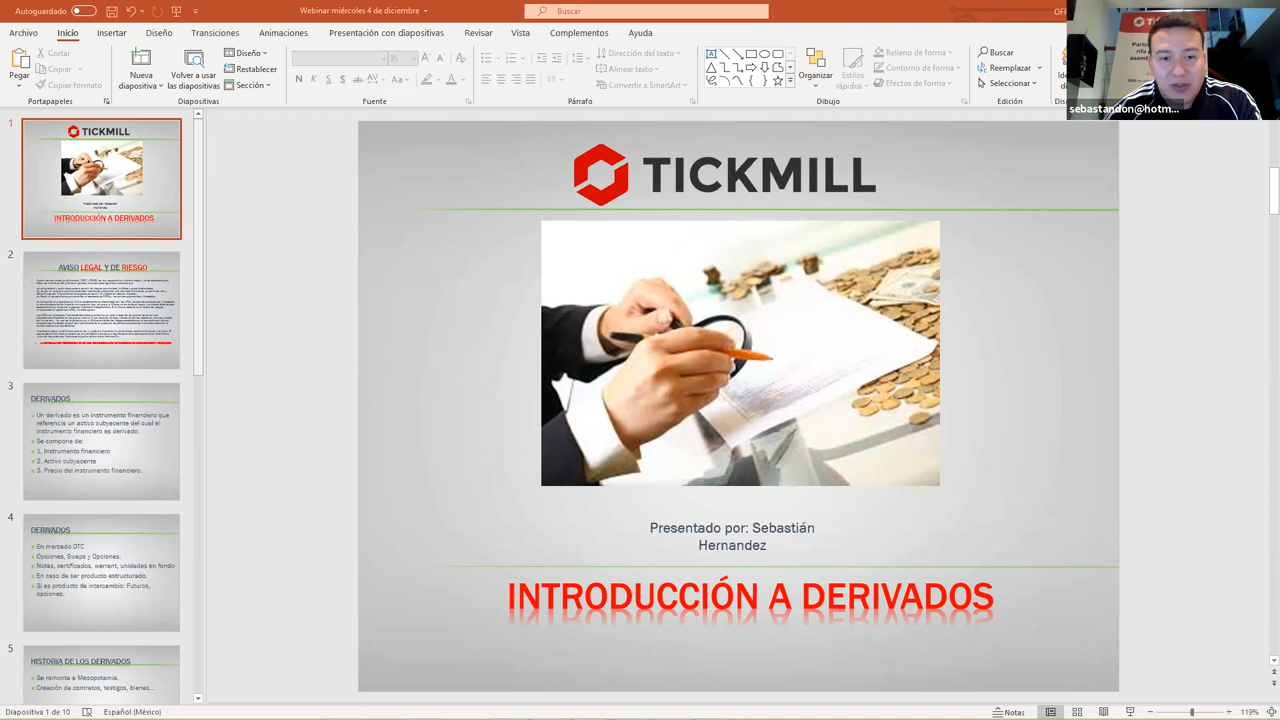 Autoguardado
Webinar miércoles 4 de diciembre
Buscar
Archivo
Inicio
Insertar
Diseño
Transiciones
Animaciones
Presentación con diapositivas
Revisar
Vista
Complementos
Ayuda
Pegar
Cortar
Copiar
Copiar formato
Portapapeles
Nueva
diapositiva
Volver a usar
las diapositivas
Diseño
Restablecer
Sección
Diapositivas
N
K
S
S
ab
AV
Aa
A
Fuente
Párrafo
Dirección del texto
Alinear texto
Convertir a SmartArt
Organizar
Estilos
rápidos
Relleno de forma
Contorno de forma
Efectos de forma
Dibujo
Buscar
Reemplazar
Seleccionar
Edición
sebastandon@hotm...
1
TICKMILL
INTRODUCCIÓN A DERIVADOS
2
AVISO LEGAL Y DE RIESGO
3
DERIVADOS
Un derivado es un instrumento financiero que
referencia un activo subyacente del cual el
instrumento financiero es derivado.
Se compone de:
1. Instrumento financiero
2. Activo subyacente
3. Precio del instrumento financiero.
4
DERIVADOS
En mercado OTC
Opciones, Swaps y Opciones.
Notas, certificados, warrant, unidades en fondo
En caso de ser producto estructurado.
Si es producto de intercambio: Futuros,
opciones.
5
HISTORIA DE LOS DERIVADOS
Se remonta a Mesopotamia.
Creación de contratos, testigos, bienes...
TICKMILL
Presentado por: Sebastián
Hernandez
INTRODUCCIÓN A DERIVADOS
Diapositiva 1 de 10
Español (México)
Notas
119%